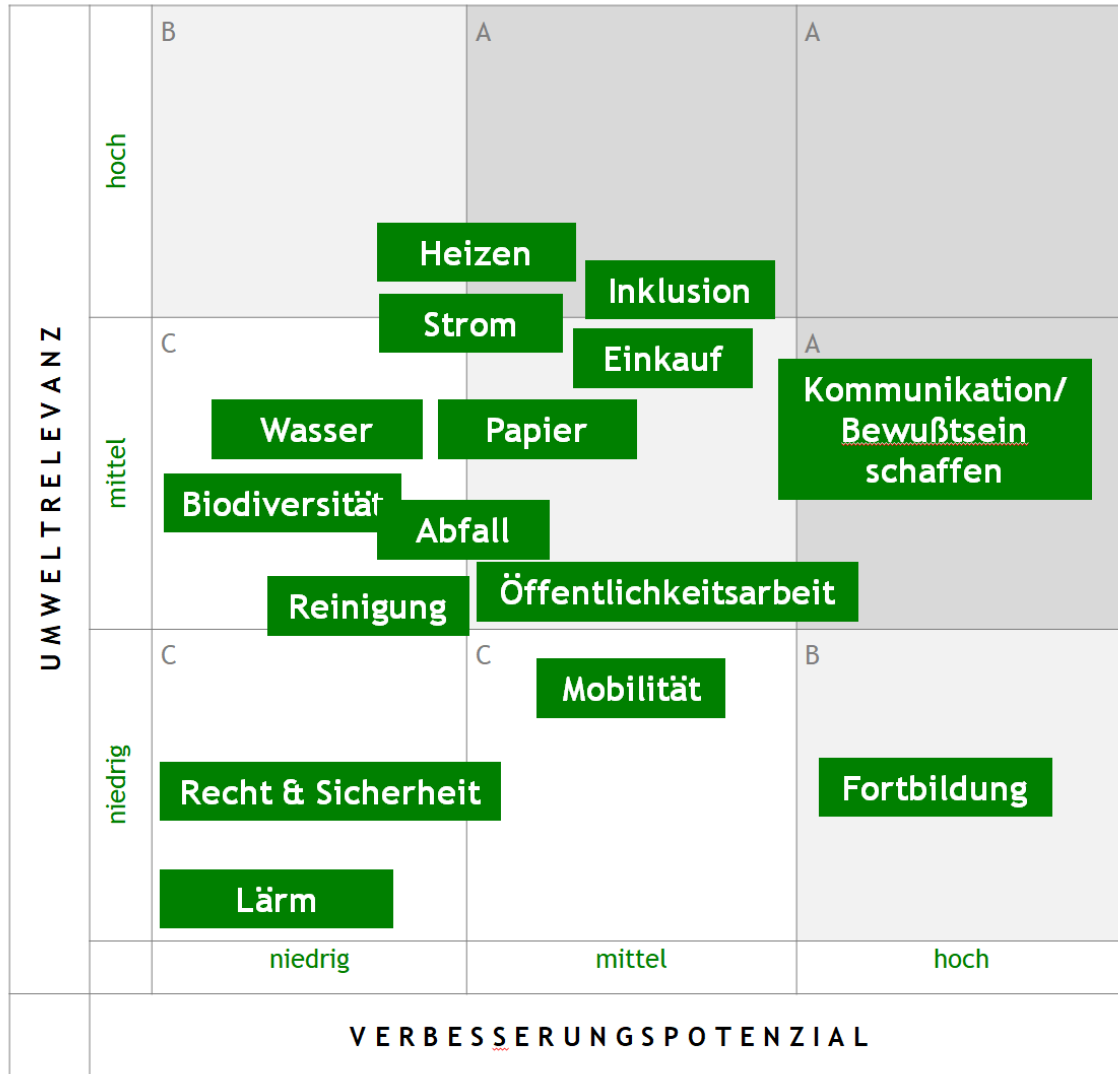 B
A
A
hoch
Heizen
Inklusion
Strom
C
Einkauf
A
Kommunikation/
Bewußtsein
schaffen
Wasser
Papier
mittel
Biodiversität
Abfall
Öffentlichkeitsarbeit
Reinigung
UMWELTRELEVANZ
C
C
B
Mobilität
niedrig
Recht & Sicherheit
Fortbildung
Lärm
niedrig
mittel
hoch
VERBESSERUNGSPOTENZIAL